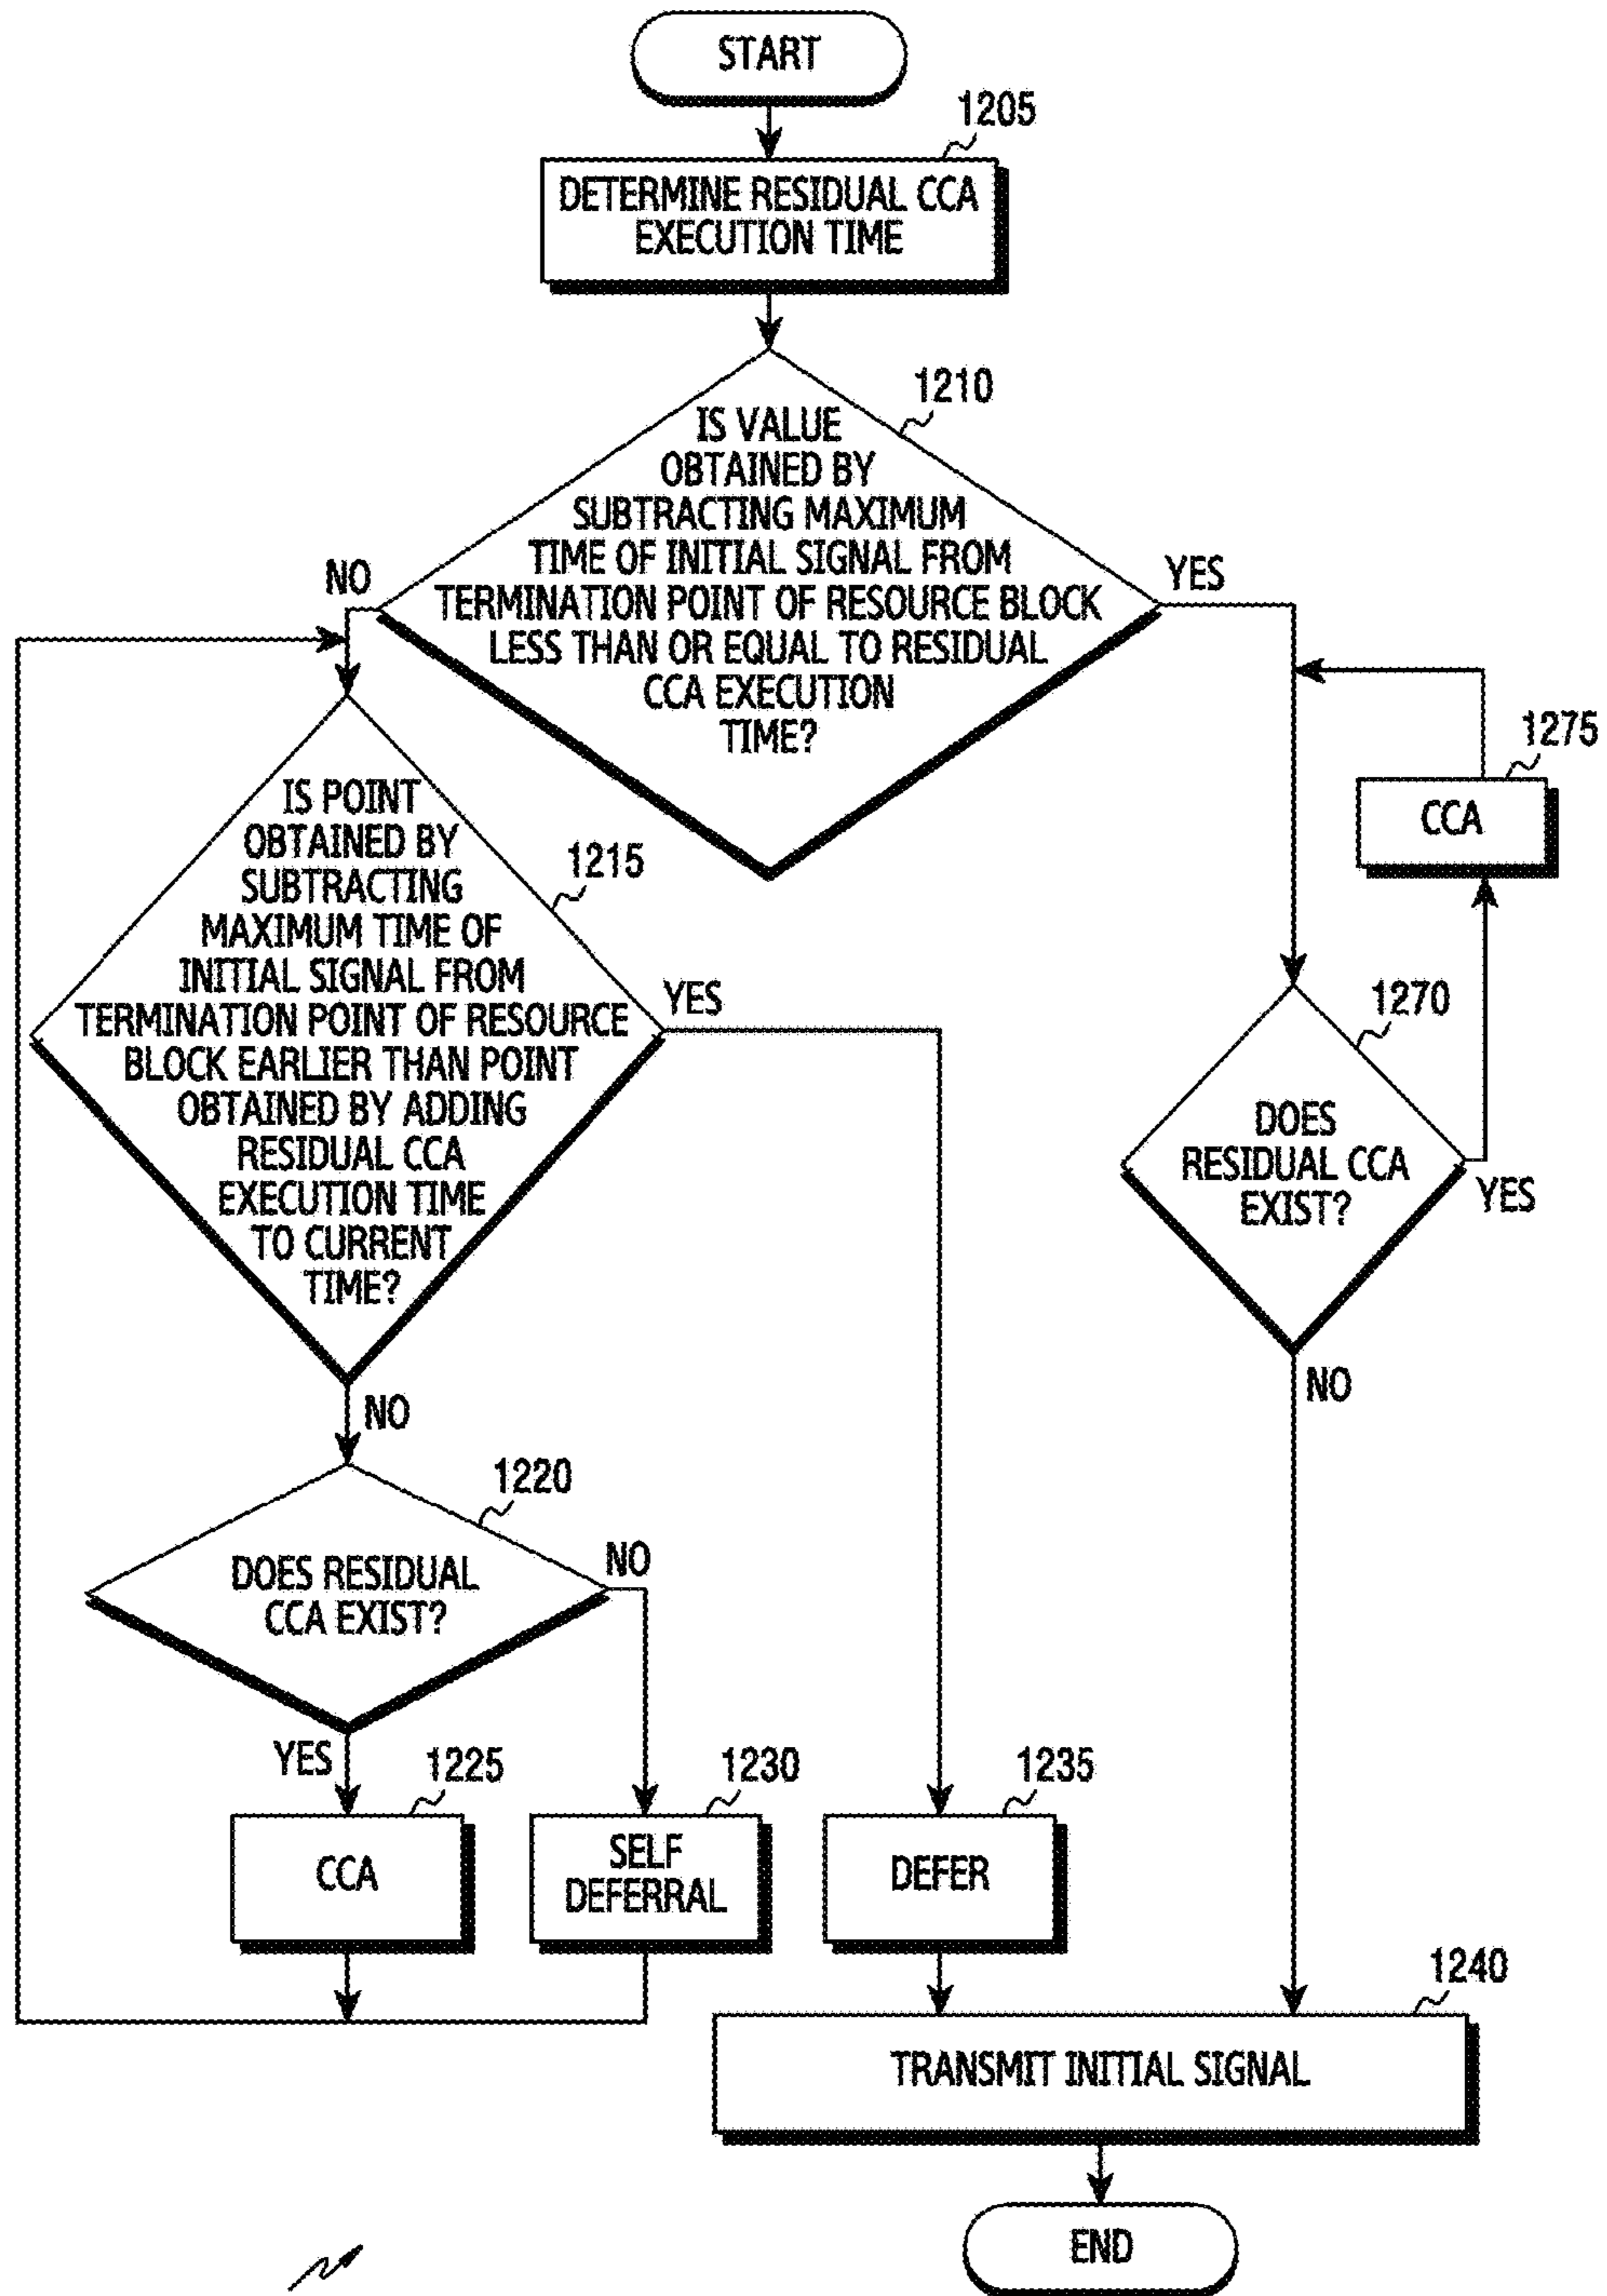 START
1205
DETERMINE RESIDUAL CCA
EXECUTION TIME
1210
IS VALUE
OBTAINED BY
SUBTRACTING MAXIMUM
TIME OF INITIAL SIGNAL FROM
TERMINATION POINT OF RESOURCE BLOCK
LESS THAN OR EQUAL TO RESIDUAL
CCA EXECUTION
TIME?
NO
YES
1275
CCA
1215
IS POINT
OBTAINED BY
SUBTRACTING
MAXIMUM TIME OF
INITIAL SIGNAL FROM
TERMINATION POINT OF RESOURCE
BLOCK EARLIER THAN POINT
OBTAINED BY ADDING
RESIDUAL CCA
EXECUTION TIME
TO CURRENT
TIME?
YES
NO
1270
DOES
RESIDUAL CCA
EXIST?
YES
NO
1220
DOES RESIDUAL
CCA EXIST?
NO
YES
1225
CCA
1230
SELF
DEFERRAL
1235
DEFER
1240
TRANSMIT INITIAL SIGNAL
END